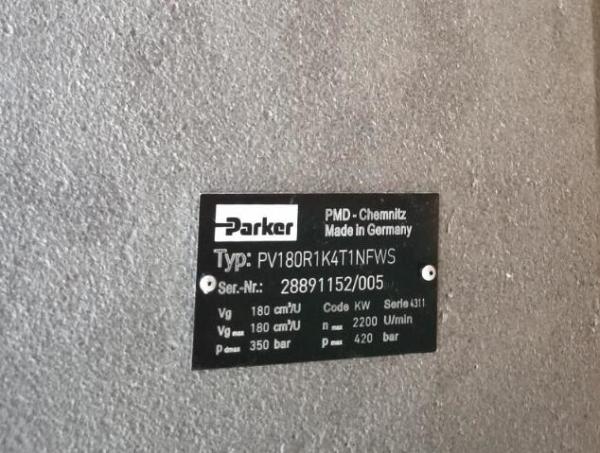 Parker
PMD - Chemnitz
Made in Germany
Typ: PV180R1K4T1NFWS
Ser.-Nr.: 28891152/005
Vg 180 cm³/U Code KW Serie 4311
Vg max 180 cm³/U n max 2200 U/min
p dmax 350 bar p max 420 bar